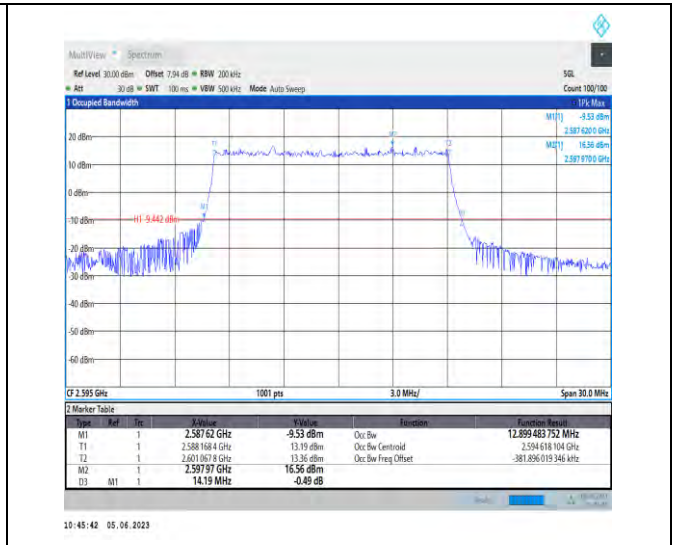 MultiView Spectrum
Ref Level 30.00 dBm Offset 7.94 dB RBW 200 kHz SGL
Att 30 dB SWT 100 ms VBW 500 kHz Mode Auto Sweep Count 100/100
1 Occupied Bandwidth 1Pk Max
M1[1] -9.53 dBm
2.587 6200 GHz
M2[1] 16.56 dBm
2.597 9700 GHz
M2
T1 T2
20 dBm
10 dBm
0 dBm
M1
-10 dBm H1 -9.442 dBm
-20 dBm
-30 dBm
-40 dBm
-50 dBm
-60 dBm
CF 2.595 GHz 1001 pts 3.0 MHz/ Span 30.0 MHz
2 Marker Table
Type Ref Trc X-Value Y-Value Function Function Result
M1 1 2.587 62 GHz -9.53 dBm Occ Bw 12.899 483 752 MHz
T1 1 2.588 168 4 GHz 13.19 dBm Occ Bw Centroid 2.594 618 104 GHz
T2 1 2.601 067 8 GHz 13.36 dBm Occ Bw Freq Offset -381.896 019 346 kHz
M2 1 2.597 97 GHz 16.56 dBm
D3 M1 1 14.19 MHz -0.49 dB
10:45:42 05.06.2023